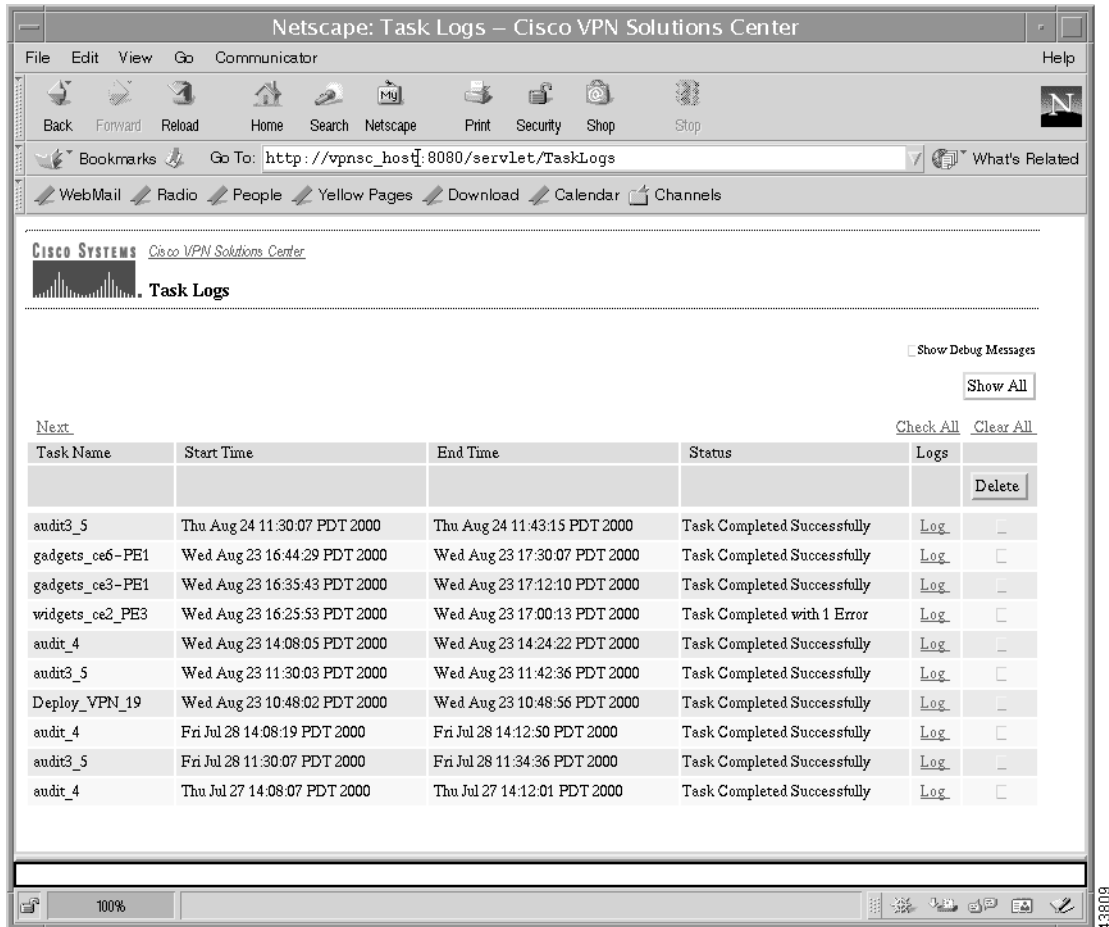 Netscape: Task Logs – Cisco VPN Solutions Center
File Edit View Go Communicator Help
Back Forward Reload Home Search Netscape Print Security Shop Stop
My
N
Bookmarks Go To: http://vpnsc_host:8080/servlet/TaskLogs What's Related
WebMail Radio People Yellow Pages Download Calendar Channels
CISCO SYSTEMS Cisco VPN Solutions Center
Task Logs
Show Debug Messages
Show All
Next Check All Clear All
Task Name Start Time End Time Status Logs
Delete
audit3_5 Thu Aug 24 11:30:07 PDT 2000 Thu Aug 24 11:43:15 PDT 2000 Task Completed Successfully Log
gadgets_ce6-PE1 Wed Aug 23 16:44:29 PDT 2000 Wed Aug 23 17:30:07 PDT 2000 Task Completed Successfully Log
gadgets_ce3-PE1 Wed Aug 23 16:35:43 PDT 2000 Wed Aug 23 17:12:10 PDT 2000 Task Completed Successfully Log
widgets_ce2_PE3 Wed Aug 23 16:25:53 PDT 2000 Wed Aug 23 17:00:13 PDT 2000 Task Completed with 1 Error Log
audit_4 Wed Aug 23 14:08:05 PDT 2000 Wed Aug 23 14:24:22 PDT 2000 Task Completed Successfully Log
audit3_5 Wed Aug 23 11:30:03 PDT 2000 Wed Aug 23 11:42:36 PDT 2000 Task Completed Successfully Log
Deploy_VPN_19 Wed Aug 23 10:48:02 PDT 2000 Wed Aug 23 10:48:56 PDT 2000 Task Completed Successfully Log
audit_4 Fri Jul 28 14:08:19 PDT 2000 Fri Jul 28 14:12:50 PDT 2000 Task Completed Successfully Log
audit3_5 Fri Jul 28 11:30:07 PDT 2000 Fri Jul 28 11:34:36 PDT 2000 Task Completed Successfully Log
audit_4 Thu Jul 27 14:08:07 PDT 2000 Thu Jul 27 14:12:01 PDT 2000 Task Completed Successfully Log
100%
43809